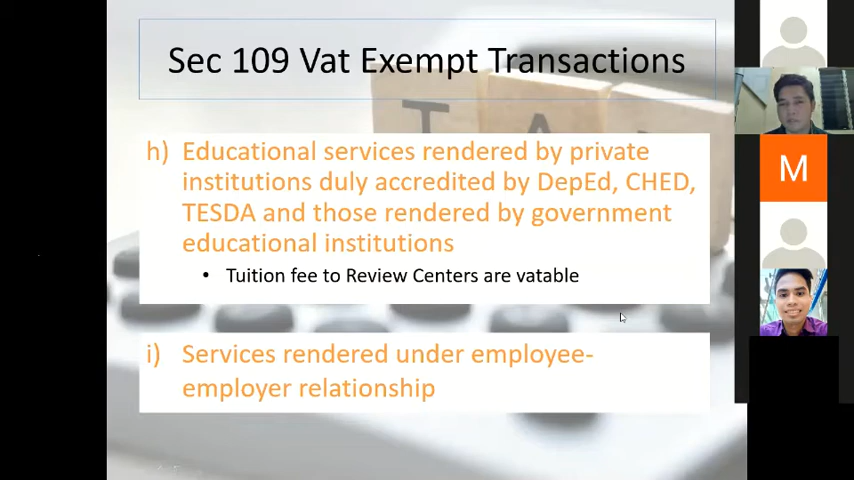 Sec 109 Vat Exempt Transactions
h) Educational services rendered by private
institutions duly accredited by DepEd, CHED,
TESDA and those rendered by government
educational institutions
• Tuition fee to Review Centers are vatable
i) Services rendered under employee-
employer relationship
T A
M